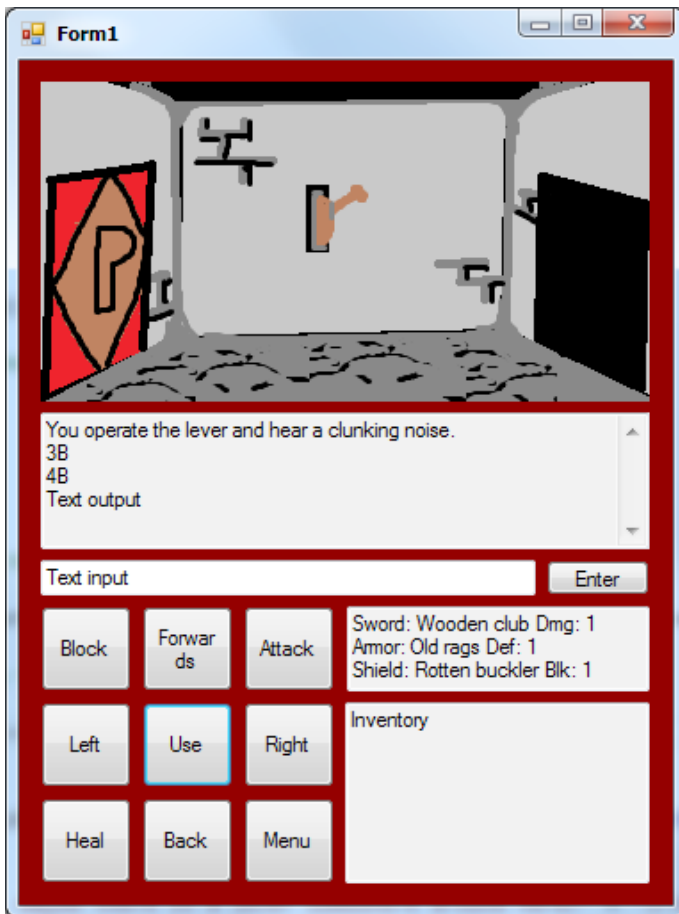 Form1
P
You operate the lever and hear a clunking noise.
3B
4B
Text output
Text input
Enter
Block
Forwar
ds
Attack
Sword: Wooden club Dmg: 1
Armor: Old rags Def: 1
Shield: Rotten buckler Blk: 1
Left
Use
Right
Inventory
Heal
Back
Menu